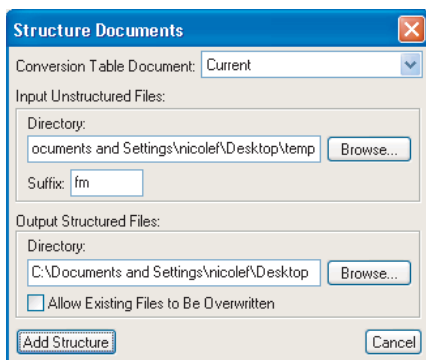 Structure Documents
Conversion Table Document: Current
Input Unstructured Files:
Directory:
ocuments and Settings\nicolef\Desktop\temp Browse...
Suffix: fm
Output Structured Files:
Directory:
C:\Documents and Settings\nicolef\Desktop Browse...
Allow Existing Files to Be Overwritten
Add Structure Cancel